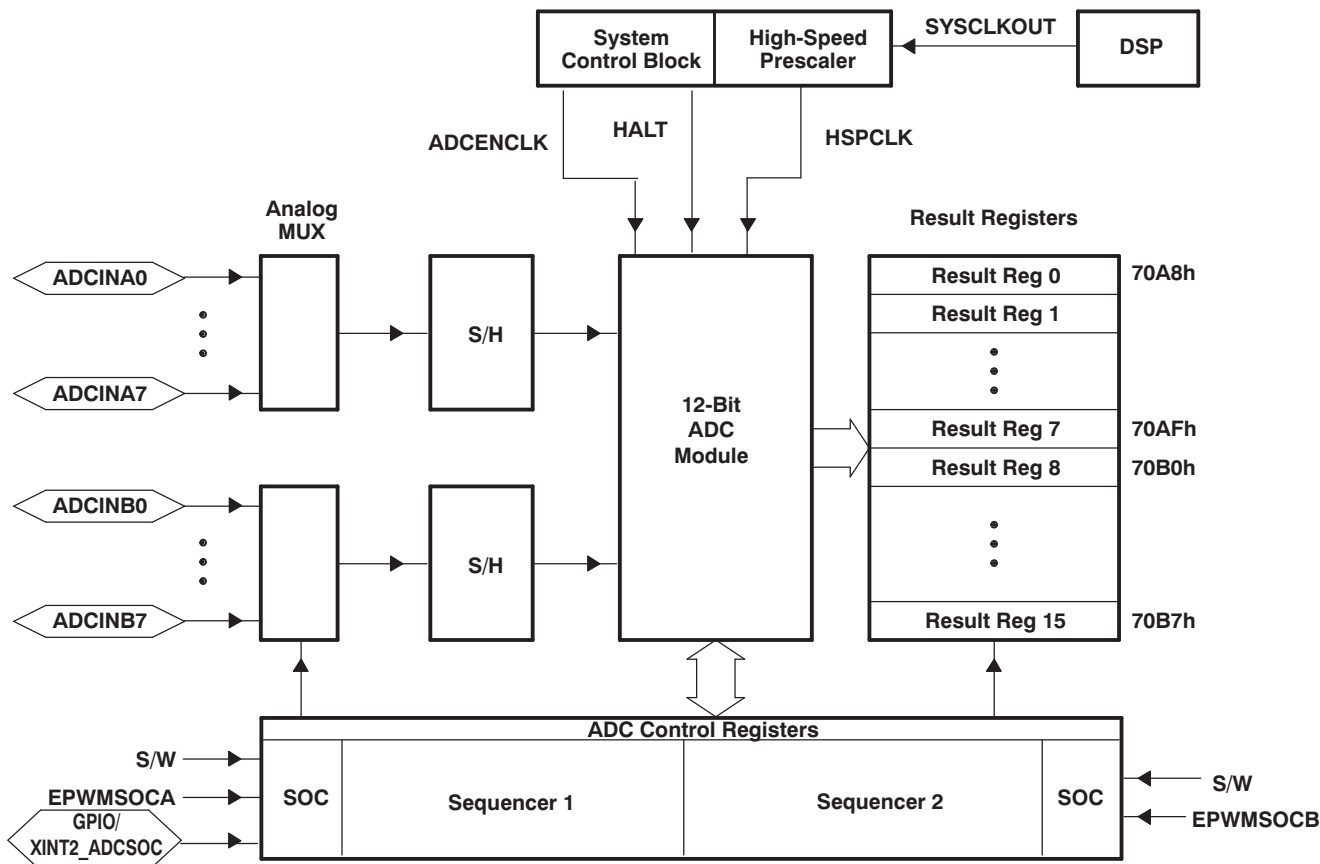 System
Control Block
High-Speed
Prescaler
SYSCLKOUT
DSP
ADCENCLK
HALT
HSPCLK
Analog
MUX
Result Registers
ADCINA0
ADCINA7
S/H
12-Bit
ADC
Module
Result Reg 0
70A8h
Result Reg 1
Result Reg 7
70AFh
Result Reg 8
70B0h
ADCINB0
ADCINB7
S/H
Result Reg 15
70B7h
ADC Control Registers
S/W
EPWMSOCA
GPIO/
XINT2_ADCSOC
SOC
Sequencer 1
Sequencer 2
SOC
S/W
EPWMSOCB